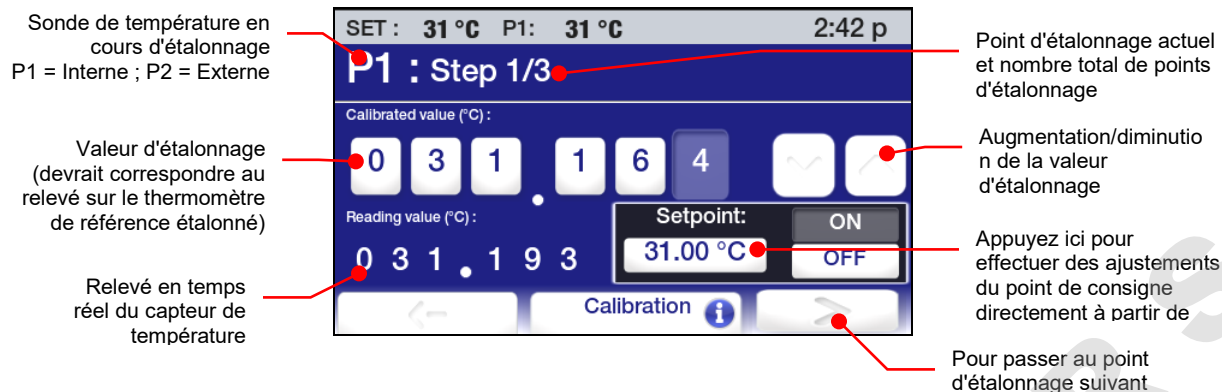 Sonde de température en
cours d'étalonnage
P1 = Interne ; P2 = Externe
Valeur d'étalonnage
(devrait correspondre au
relevé sur le thermomètre
de référence étalonné)
Relevé en temps
réel du capteur de
température
SET : 31 °C P1: 31 °C 2:42 p
P1 : Step 1/3
Calibrated value (°C) :
0 3 1 . 1 6 4
Reading value (°C) :
0 3 1 . 1 9 3
Setpoint:
31.00 °C
ON
OFF
Calibration i
Point d'étalonnage actuel
et nombre total de points
d'étalonnage
Augmentation/diminutio
n de la valeur
d'étalonnage
Appuyez ici pour
effectuer des ajustements
du point de consigne
directement à partir de
Pour passer au point
d'étalonnage suivant